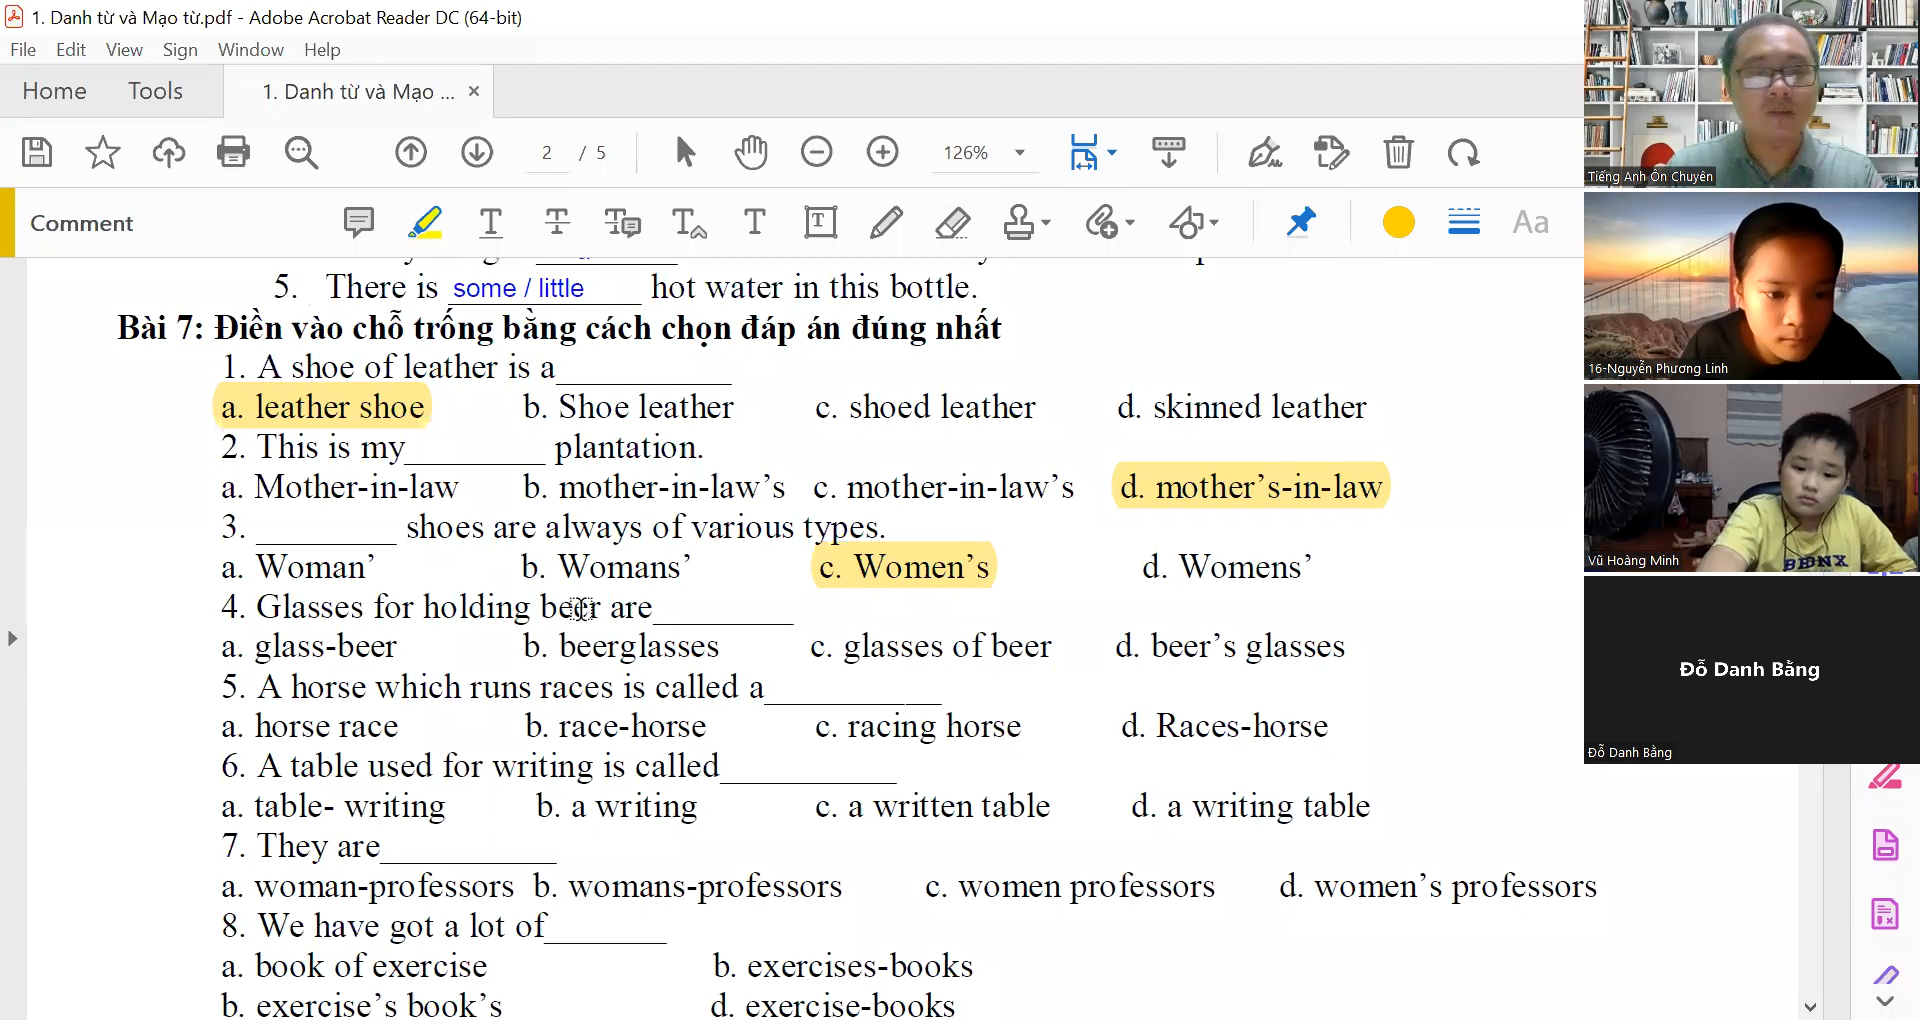 1. Danh từ và Mạo từ.pdf - Adobe Acrobat Reader DC (64-bit)
File Edit View Sign Window Help
Home Tools 1. Danh từ và Mạo ... ×
2 / 5 126%
Comment
5. There is some / little hot water in this bottle.
Bài 7: Điền vào chỗ trống bằng cách chọn đáp án đúng nhất
1. A shoe of leather is a__________
a. leather shoe b. Shoe leather c. shoed leather d. skinned leather
2. This is my________ plantation.
a. Mother-in-law b. mother-in-law’s c. mother-in-law’s d. mother’s-in-law
3. ________ shoes are always of various types.
a. Woman’ b. Womans’ c. Women’s d. Womens’
4. Glasses for holding beer are________
a. glass-beer b. beerglasses c. glasses of beer d. beer’s glasses
5. A horse which runs races is called a__________
a. horse race b. race-horse c. racing horse d. Races-horse
6. A table used for writing is called__________
a. table- writing b. a writing c. a written table d. a writing table
7. They are__________
a. woman-professors b. womans-professors c. women professors d. women’s professors
8. We have got a lot of_______
a. book of exercise b. exercises-books
b. exercise’s book’s d. exercise-books
Tiếng Anh Ôn Chuyên
16-Nguyễn Phương Linh
Vũ Hoàng Minh
Đỗ Danh Bằng
Đỗ Danh Bằng